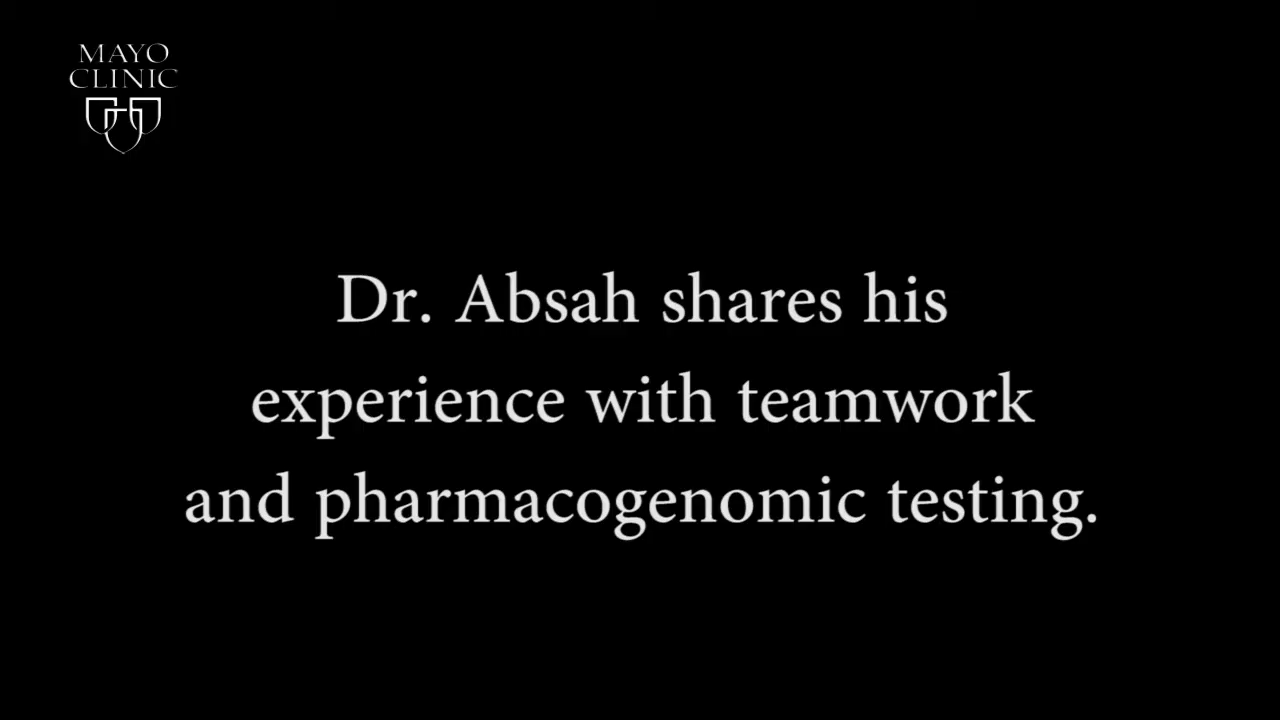 MAYO
CLINIC
Dr. Absah shares his
experience with teamwork
and pharmacogenomic testing.